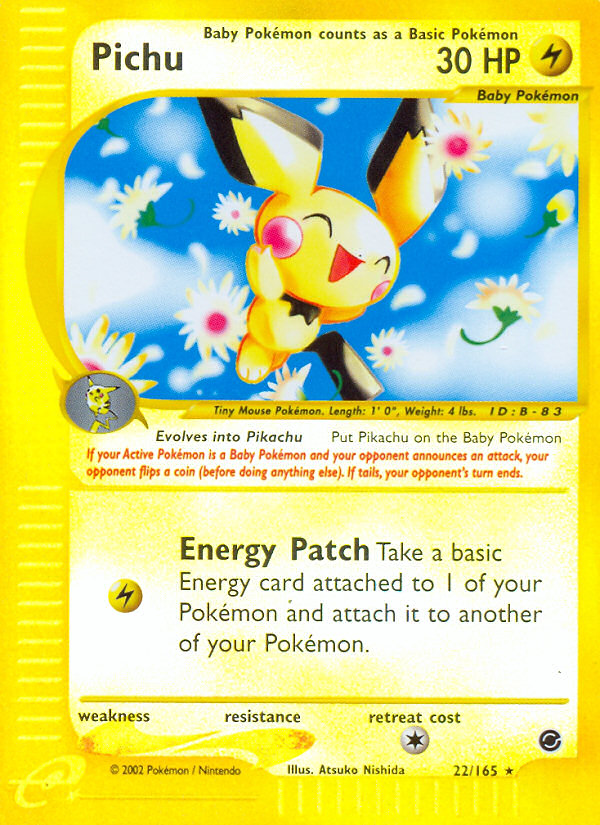 Baby Pokémon counts as a Basic Pokémon
Pichu
30 HP
Baby Pokémon
Tiny Mouse Pokémon. Length: 1' 0", Weight: 4 lbs. ID: B-83
Evolves into Pikachu Put Pikachu on the Baby Pokémon
If your Active Pokémon is a Baby Pokémon and your opponent announces an attack, your
opponent flips a coin (before doing anything else). If tails, your opponent's turn ends.
Energy Patch Take a basic
Energy card attached to 1 of your
Pokémon and attach it to another
of your Pokémon.
weakness resistance retreat cost
© 2002 Pokémon / Nintendo Illus. Atsuko Nishida 22/165 ★